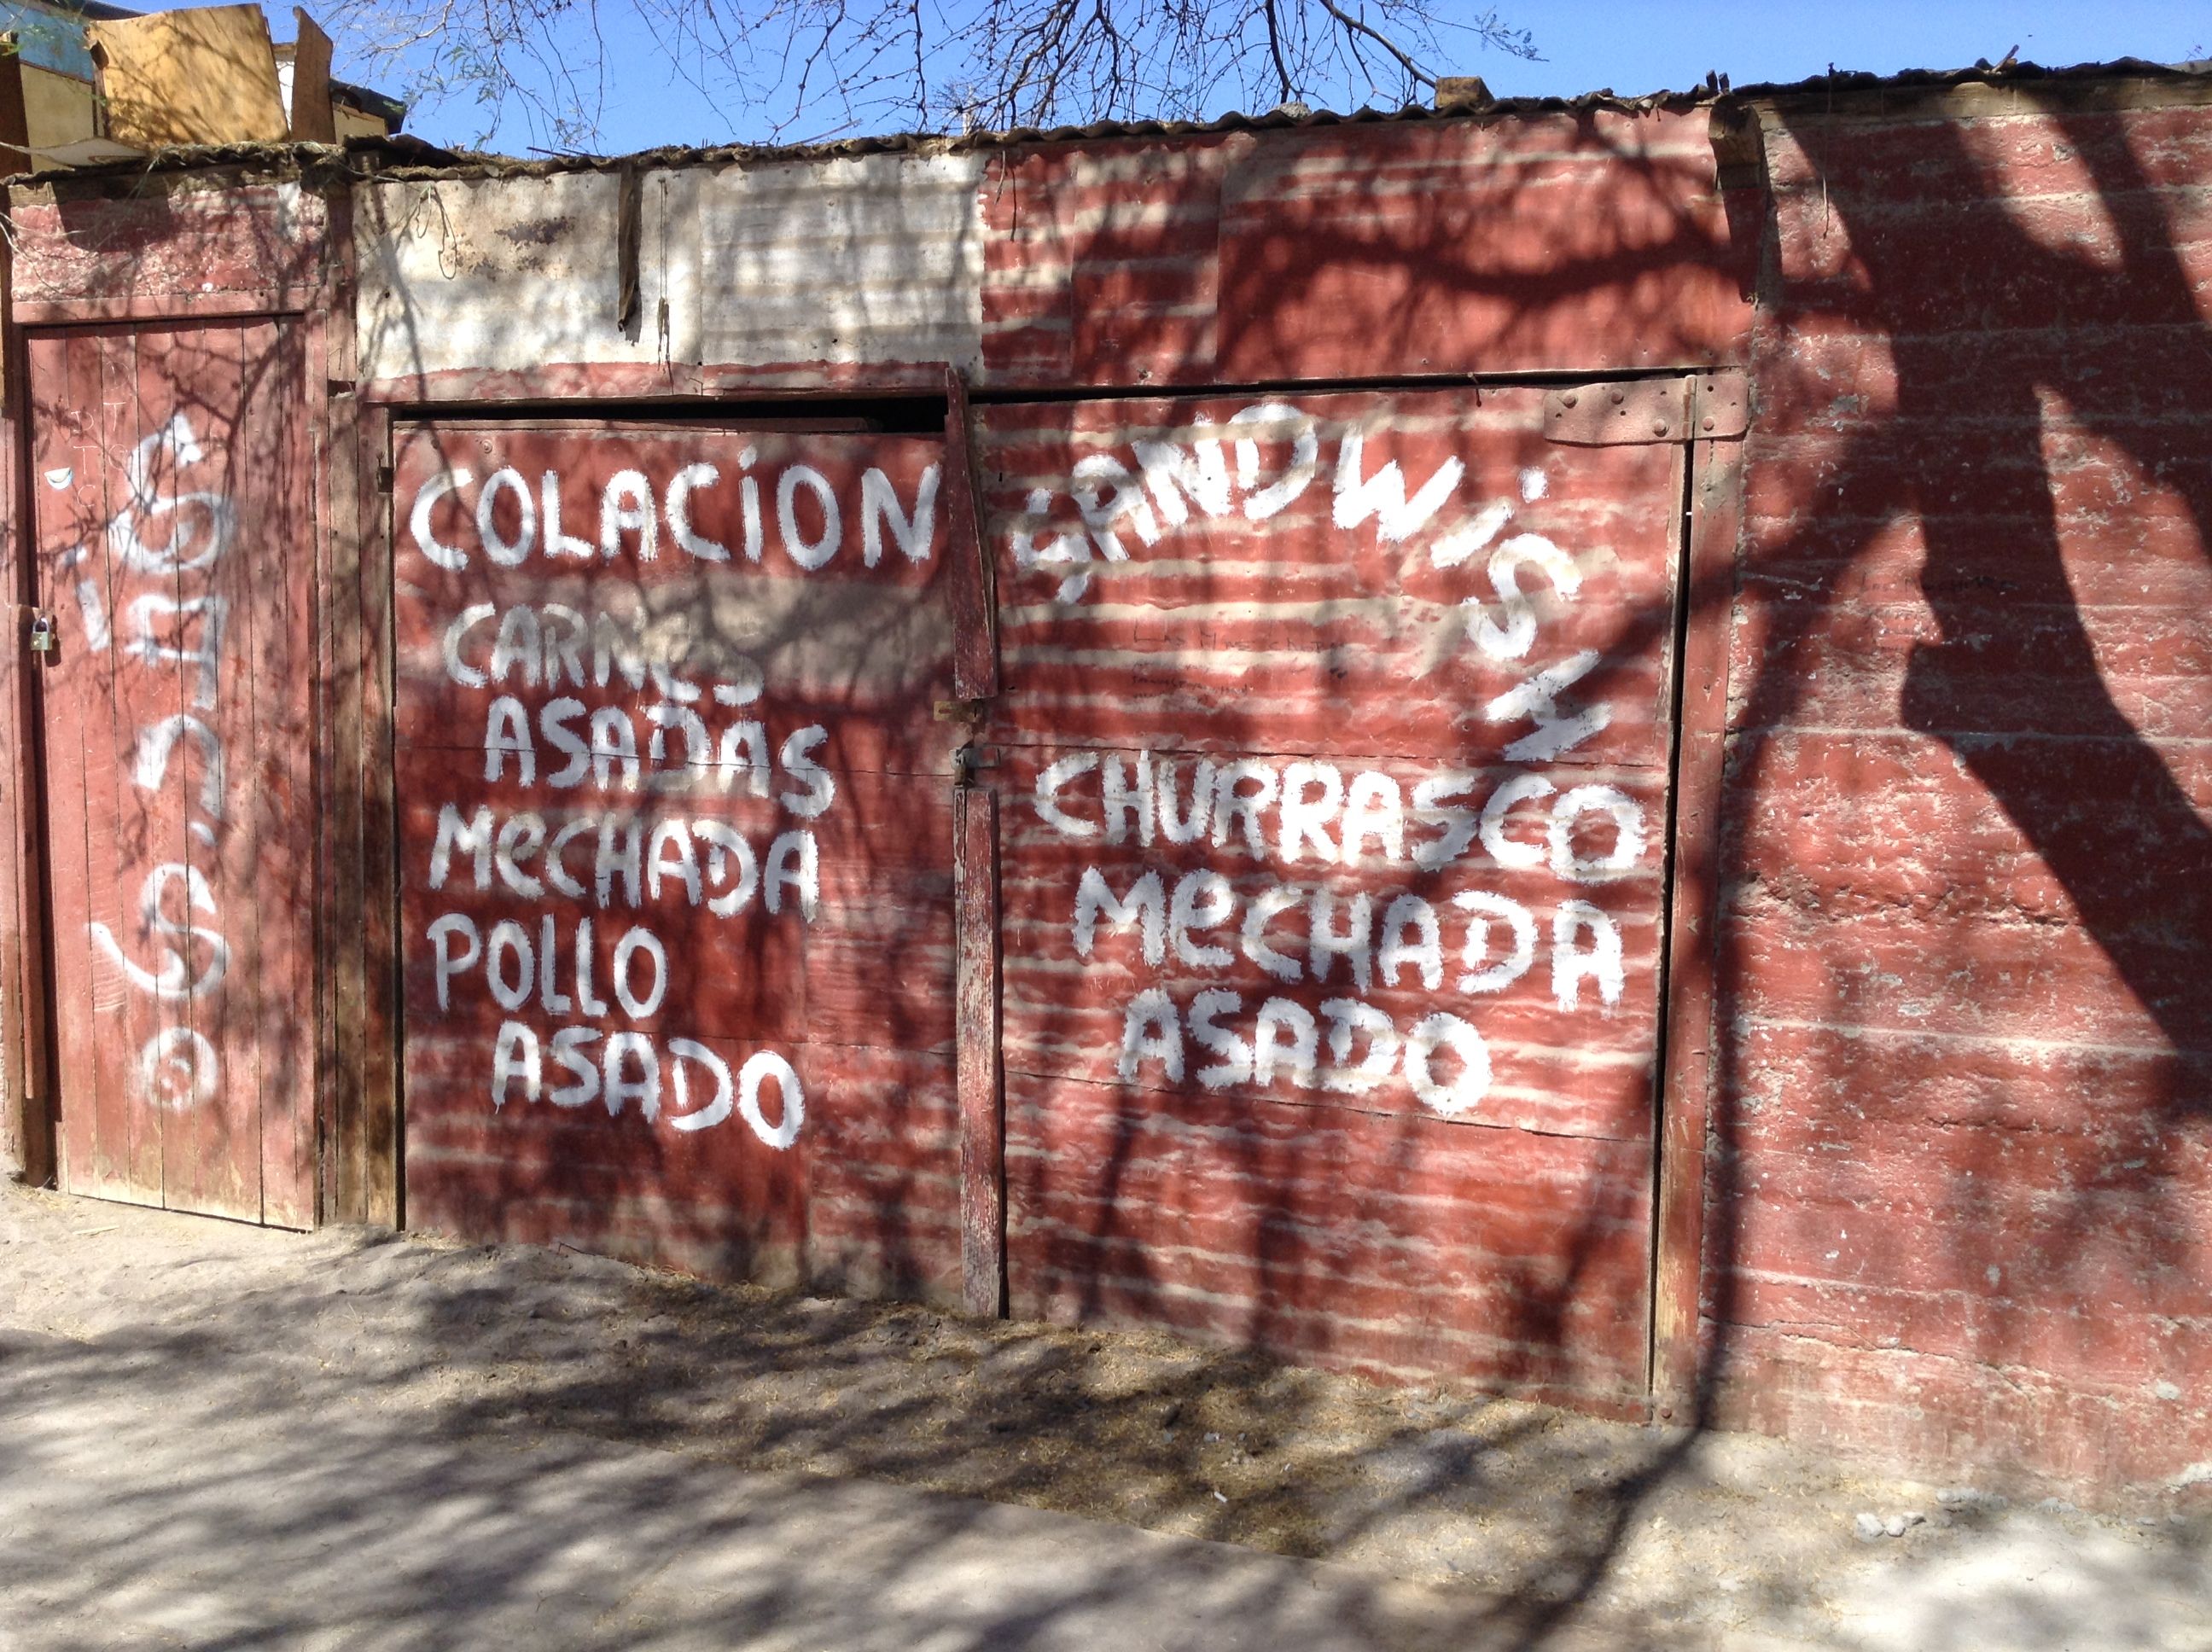 COLACION
CARNES
ASADAS
MeCHADA
POLLO
ASADO
SANDWiSH
CHURRASCO
MeCHADA
ASADO